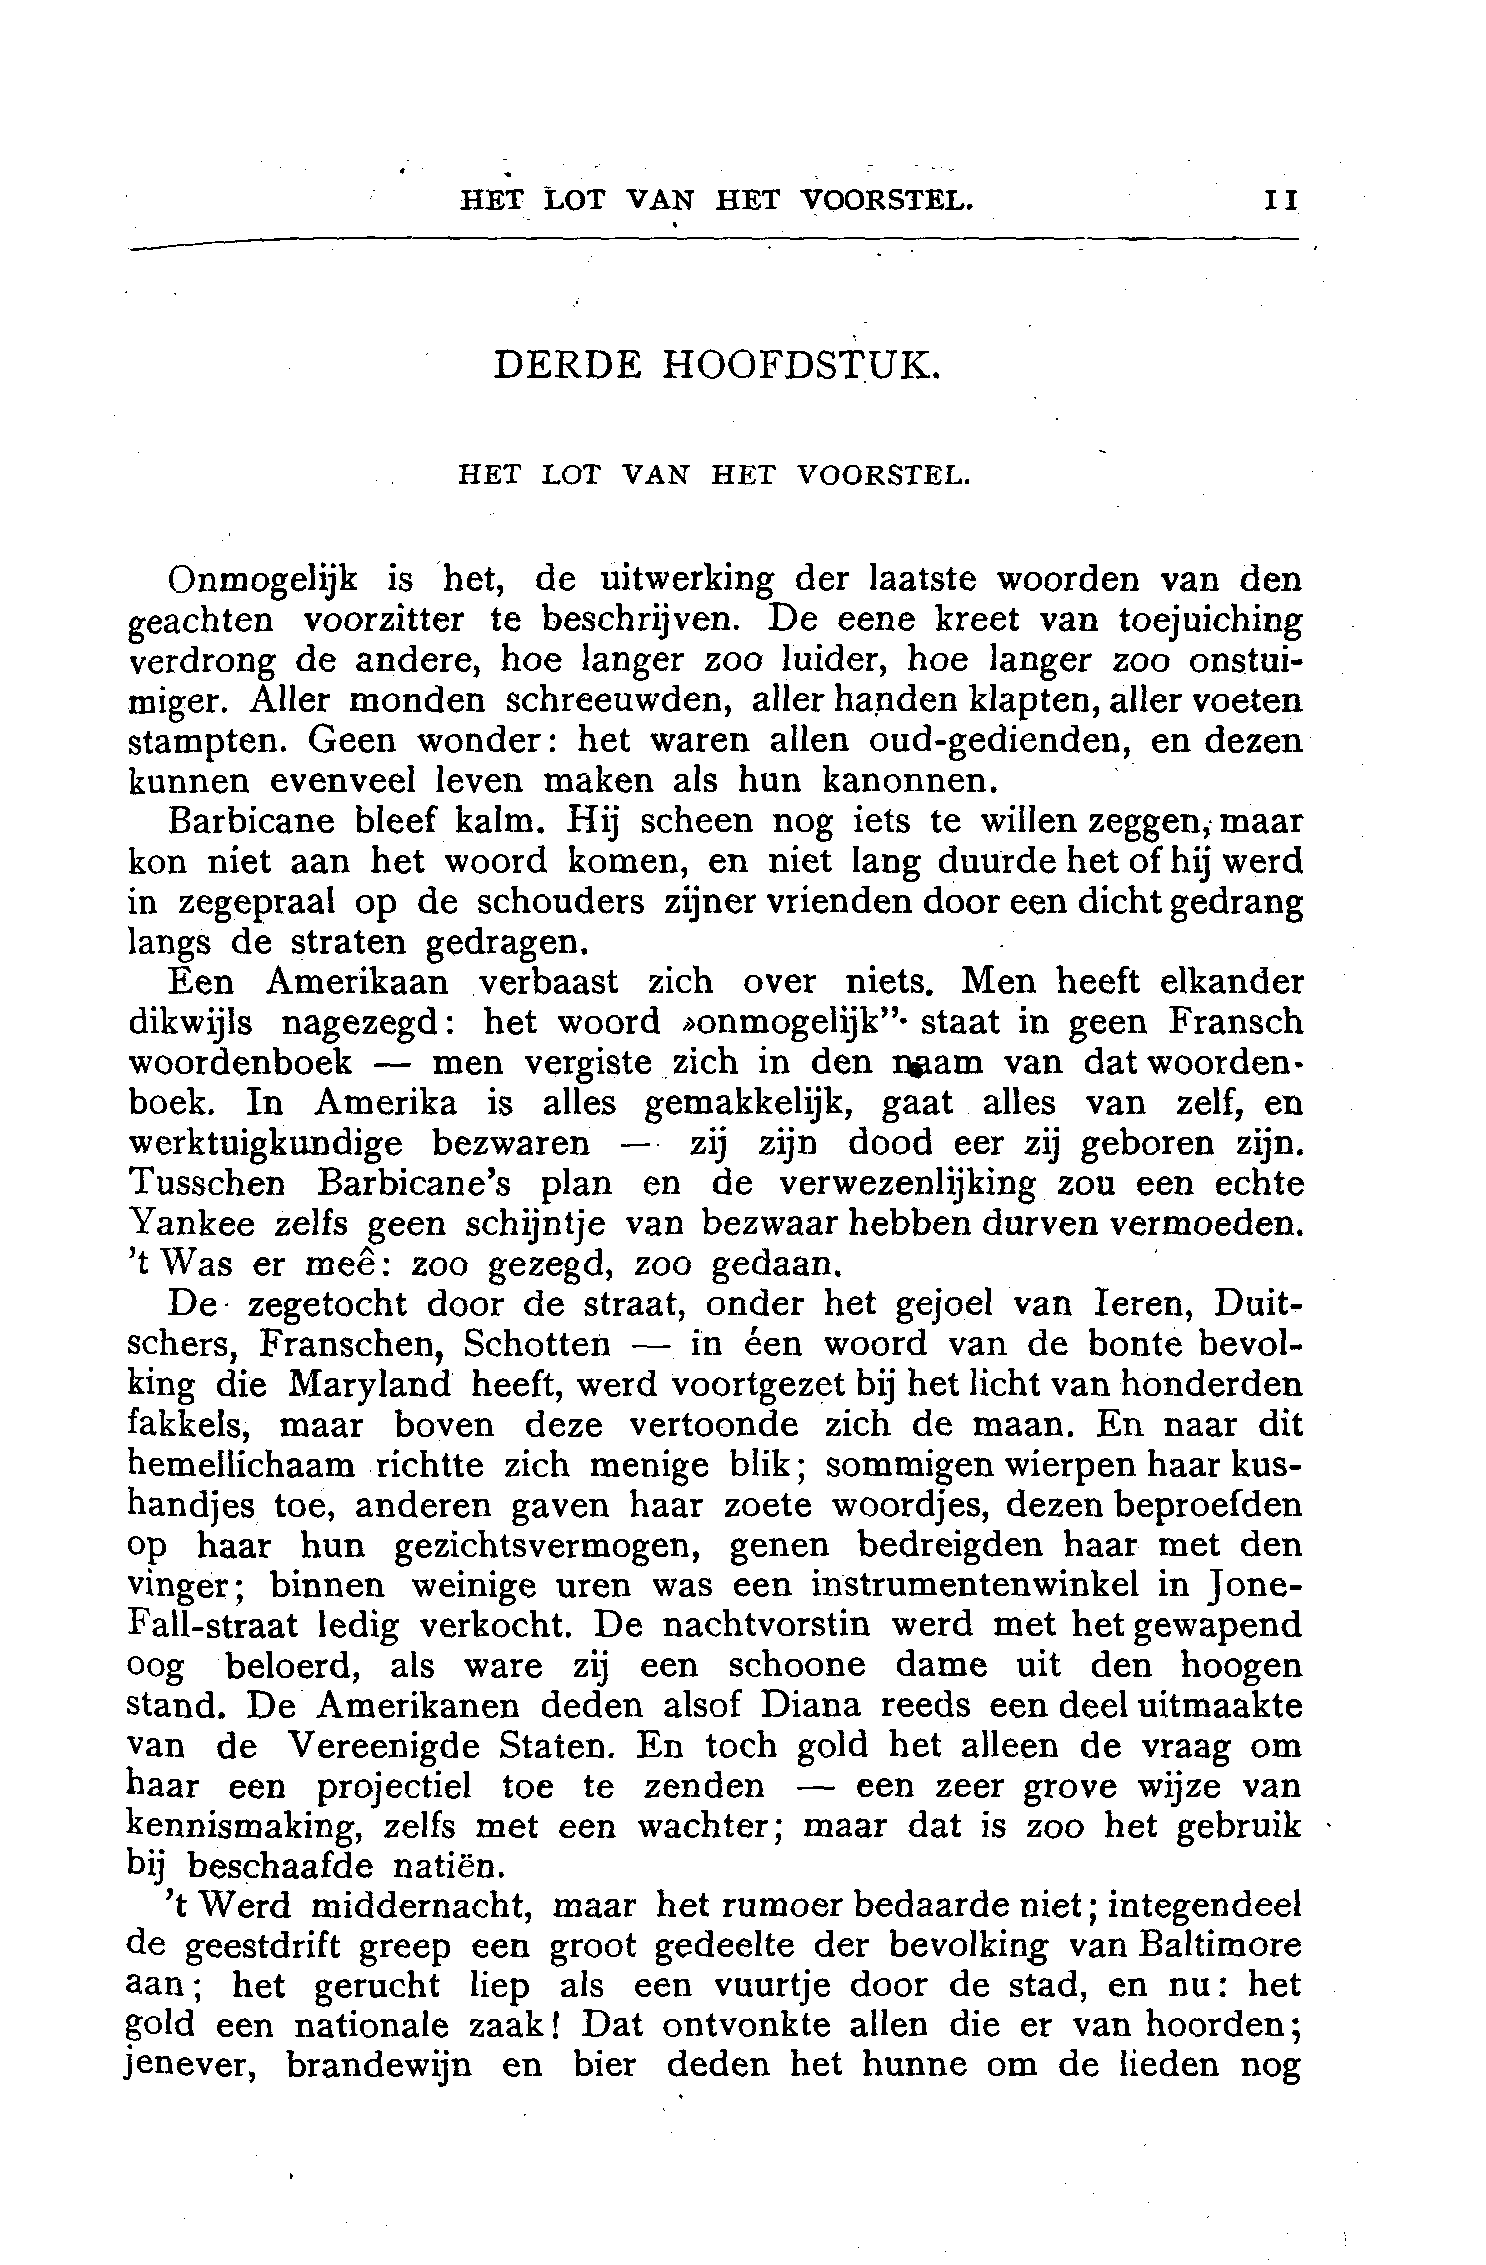 HET LOT VAN HET VOORSTEL. 11
DERDE HOOFDSTUK.
HET LOT VAN HET VOORSTEL.
Onmogelijk is het, de uitwerking der laatste woorden van den
geachten voorzitter te beschrijven. De eene kreet van toejuiching
verdrong de andere, hoe langer zoo luider, hoe langer zoo onstui-
miger. Aller monden schreeuwden, aller handen klapten, aller voeten
stampten. Geen wonder: het waren allen oud-gedienden, en dezen
kunnen evenveel leven maken als hun kanonnen.
Barbicane bleef kalm. Hij scheen nog iets te willen zeggen, maar
kon niet aan het woord komen, en niet lang duurde het of hij werd
in zegepraal op de schouders zijner vrienden door een dicht gedrang
langs de straten gedragen.
Een Amerikaan verbaast zich over niets. Men heeft elkander
dikwijls nagezegd: het woord »onmogelijk” staat in geen Fransch
woordenboek — men vergiste zich in den naam van dat woorden-
boek. In Amerika is alles gemakkelijk, gaat alles van zelf, en
werktuigkundige bezwaren — zij zijn dood eer zij geboren zijn.
Tusschen Barbicane's plan en de verwezenlijking zou een echte
Yankee zelfs geen schijntje van bezwaar hebben durven vermoeden.
't Was er meê: zoo gezegd, zoo gedaan.
De zegetocht door de straat, onder het gejoel van Ieren, Duit-
schers, Franschen, Schotten — in éen woord van de bonte bevol-
king die Maryland heeft, werd voortgezet bij het licht van honderden
fakkels, maar boven deze vertoonde zich de maan. En naar dit
hemellichaam richtte zich menige blik; sommigen wierpen haar kus-
handjes toe, anderen gaven haar zoete woordjes, dezen beproefden
op haar hun gezichtsvermogen, genen bedreigden haar met den
vinger; binnen weinige uren was een instrumentenwinkel in Jone-
Fall-straat ledig verkocht. De nachtvorstin werd met het gewapend
oog beloerd, als ware zij een schoone dame uit den hoogen
stand. De Amerikanen deden alsof Diana reeds een deel uitmaakte
van de Vereenigde Staten. En toch gold het alleen de vraag om
haar een projectiel toe te zenden — een zeer grove wijze van
kennismaking, zelfs met een wachter; maar dat is zoo het gebruik
bij beschaafde natiën.
't Werd middernacht, maar het rumoer bedaarde niet; integendeel
de geestdrift greep een groot gedeelte der bevolking van Baltimore
aan; het gerucht liep als een vuurtje door de stad, en nu: het
gold een nationale zaak! Dat ontvonkte allen die er van hoorden;
jenever, brandewijn en bier deden het hunne om de lieden nog